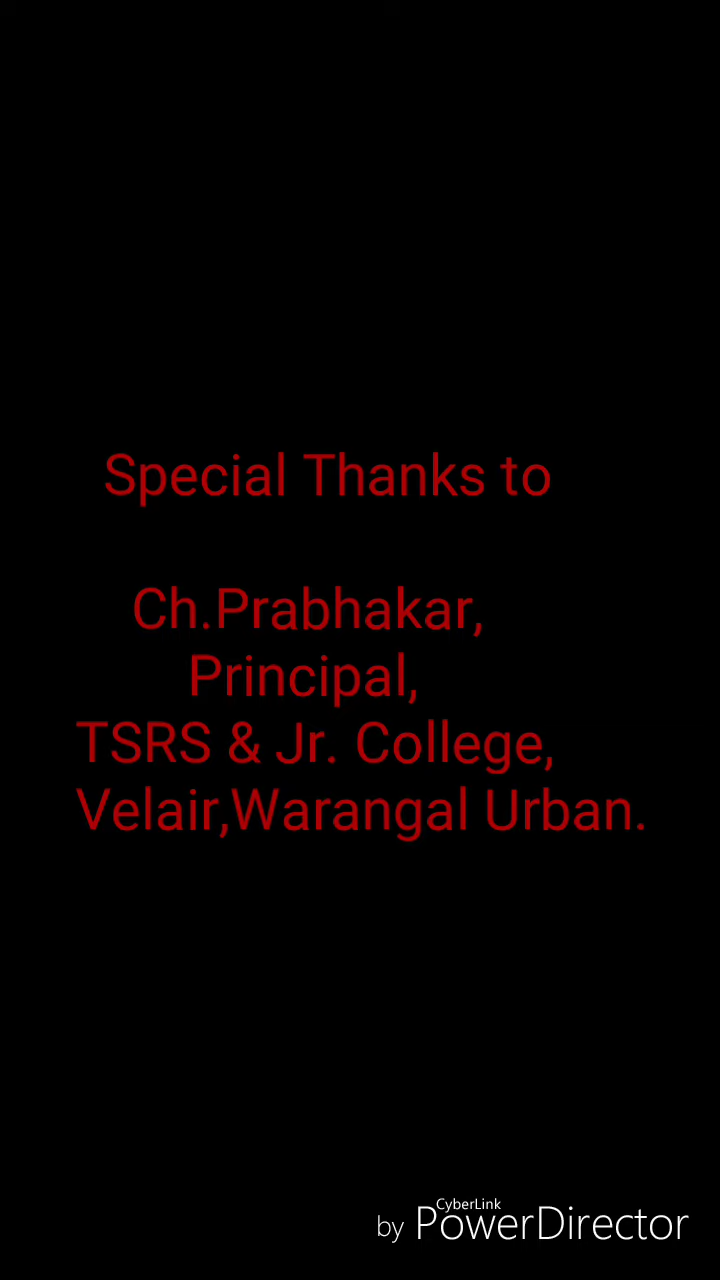 Special Thanks to
Ch.Prabhakar,
Principal,
TSRS & Jr. College,
Velair,Warangal Urban.
CyberLink
by PowerDirector